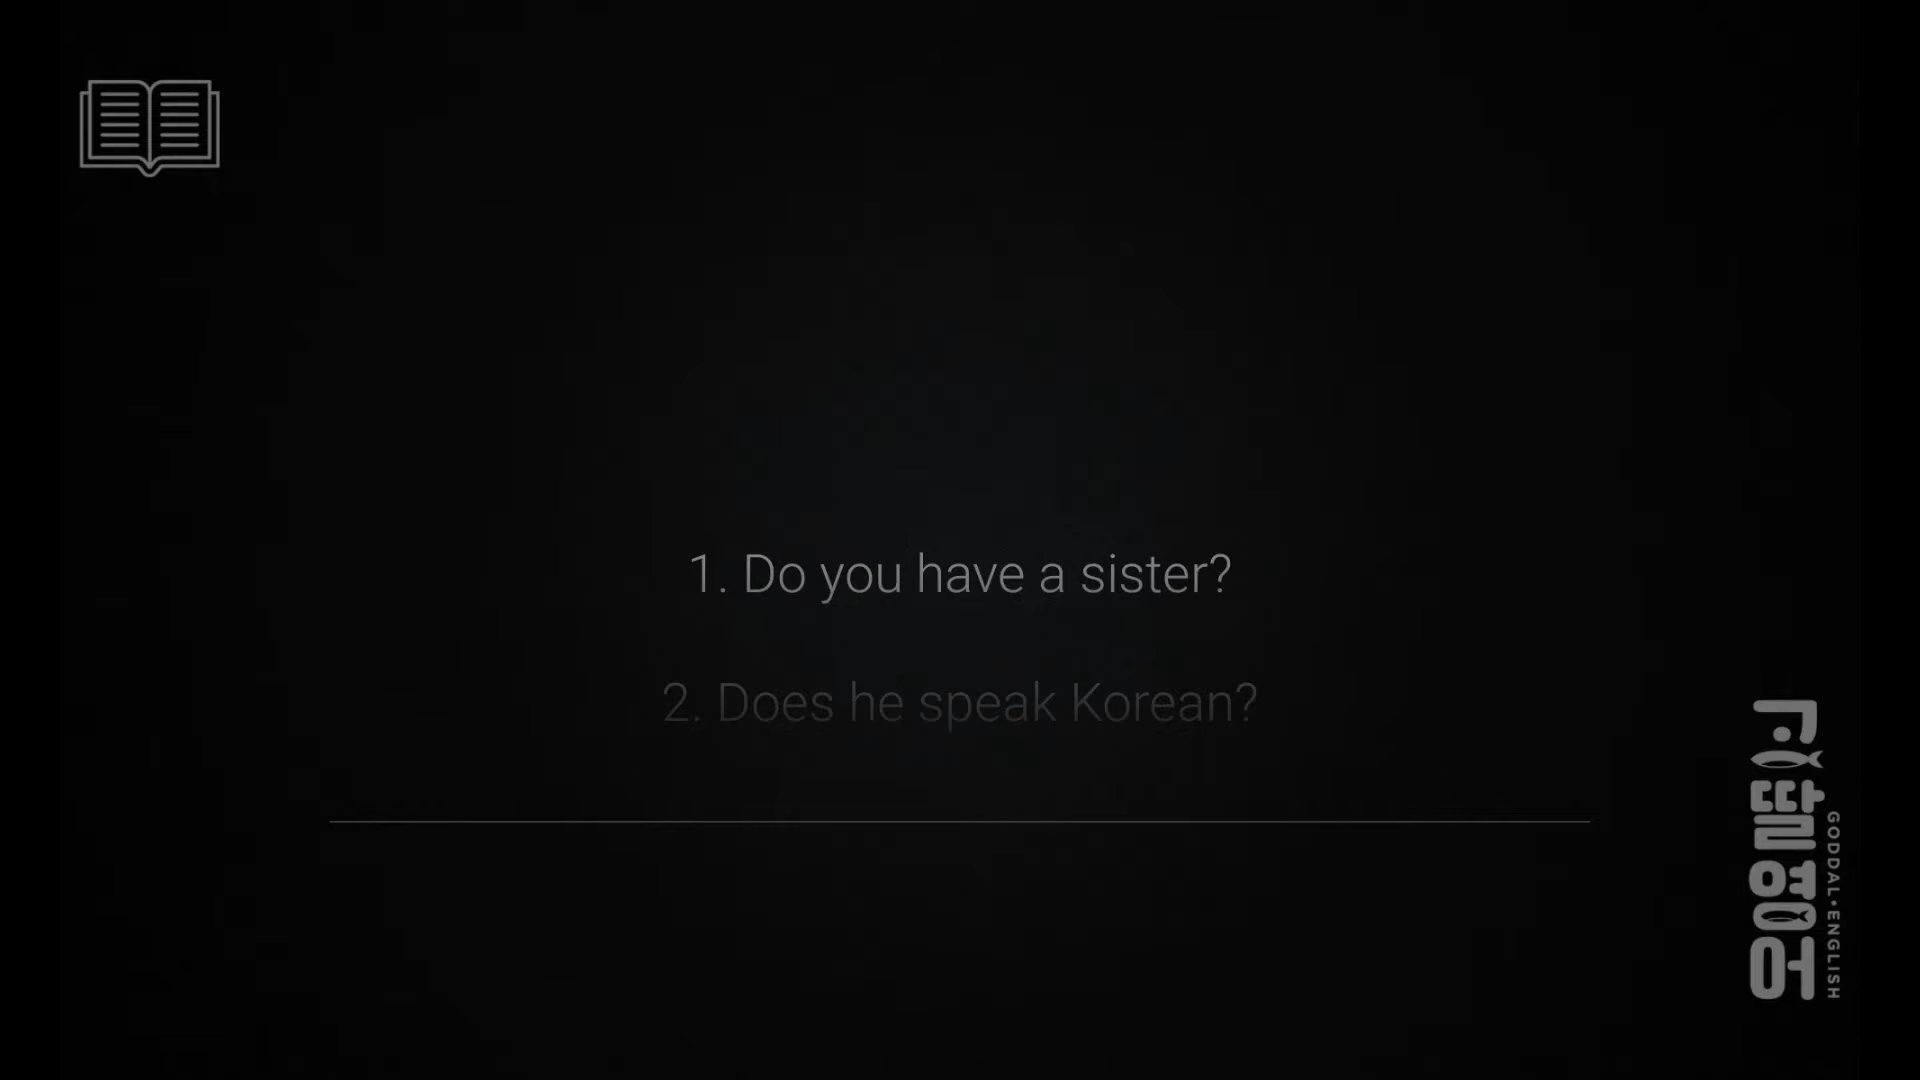 1. Do you have a sister?
2. Does he speak Korean?
고딸영어
GODDAL•ENGLISH